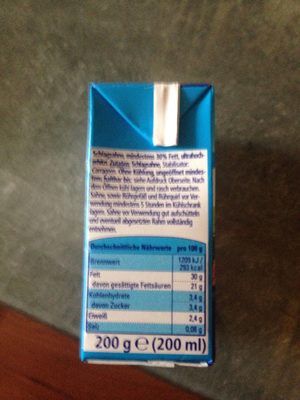 Schlagsahne, mindestens 30% Fett, ultrahoch-
erhitzt. Zutaten: Schlagsahne, Stabilisator:
Carrageen. Ohne Kühlung, ungeöffnet mindes-
tens haltbar bis: siehe Aufdruck Oberseite. Nach
dem Öffnen kühl lagern und rasch verbrauchen.
Sahne, sowie Rührgefäß und Rührquirl vor Ver-
wendung mindestens 5 Stunden im Kühlschrank
lagern. Sahne vor Verwendung gut aufschütteln
und eventuell abgesetzten Rahm vollständig
entnehmen.
Durchschnittliche Nährwerte pro 100 g
Brennwert 1209 kJ /
293 kcal
Fett 30 g
davon gesättigte Fettsäuren 21 g
Kohlenhydrate 3,4 g
davon Zucker 3,4 g
Eiweiß 2,4 g
Salz 0,08 g
200 g e (200 ml)